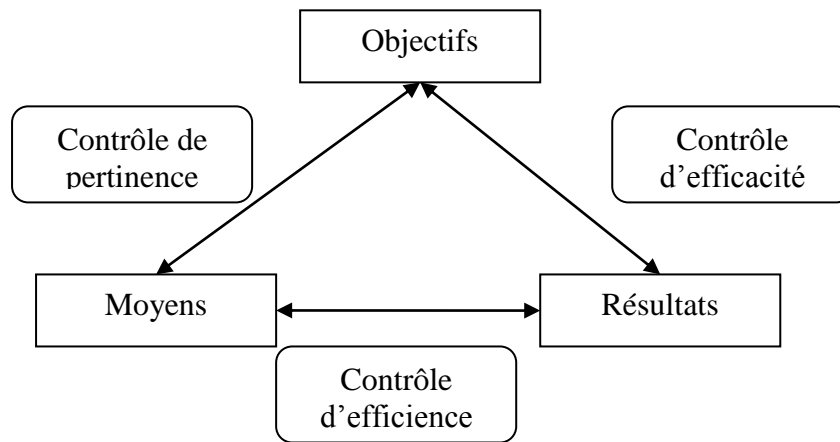 Objectifs
Contrôle de
pertinence
Contrôle
d’efficacité
Moyens
Résultats
Contrôle
d’efficience